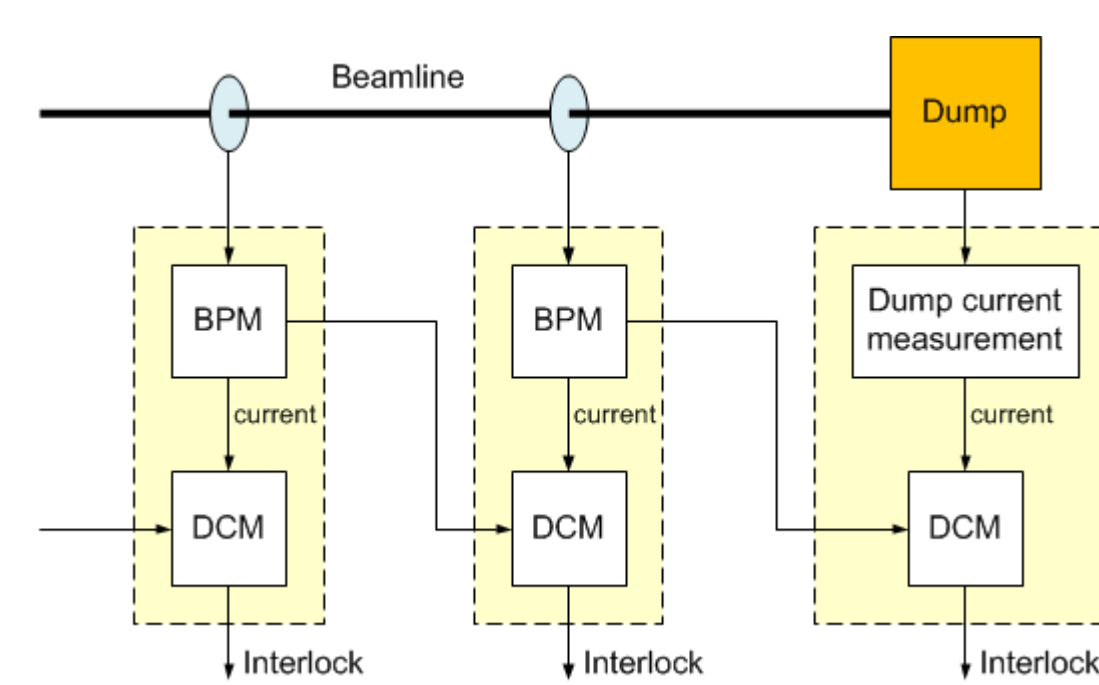 Beamline
Dump
BPM
BPM
Dump current
measurement
current
current
current
DCM
DCM
DCM
Interlock
Interlock
Interlock